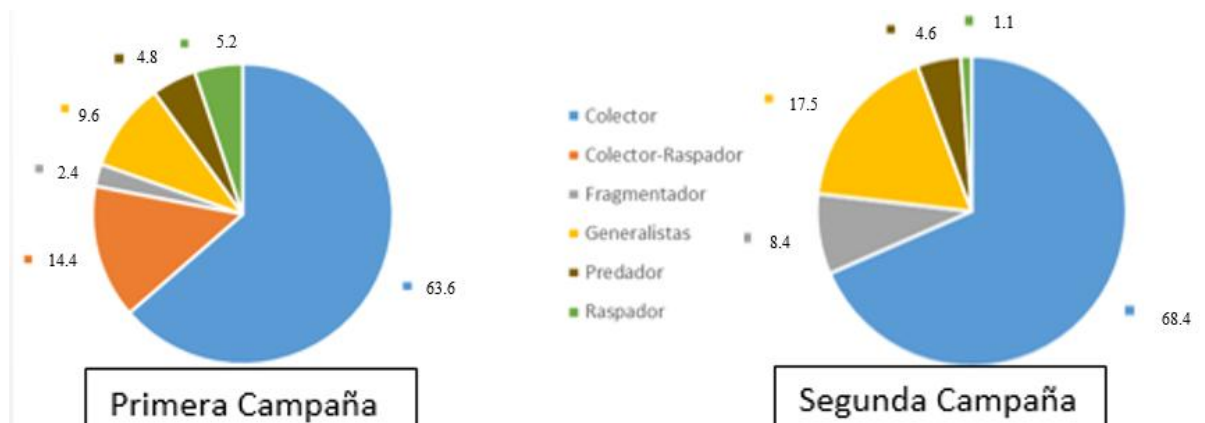 5.2
4.8
9.6
2.4
14.4
63.6
Primera Campaña
Colector
Colector-Raspador
Fragmentador
Generalistas
Predador
Raspador
1.1
4.6
17.5
8.4
68.4
Segunda Campaña